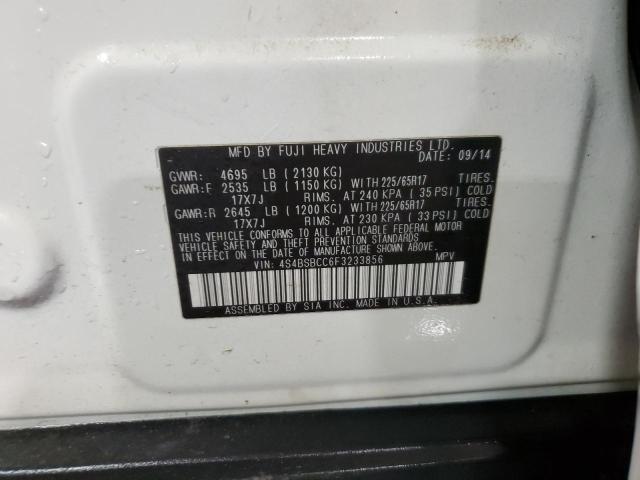 MFD BY FUJI HEAVY INDUSTRIES LTD.
DATE: 09/14
GVWR: 4695 LB ( 2130 KG)
GAWR:F 2535 LB ( 1150 KG) WITH 225/65R17 TIRES.
17X7J RIMS. AT 240 KPA ( 35 PSI) COLD
GAWR:R 2645 LB ( 1200 KG) WITH 225/65R17 TIRES.
17X7J RIMS. AT 230 KPA ( 33 PSI) COLD
THIS VEHICLE CONFORMS TO ALL APPLICABLE FEDERAL MOTOR
VEHICLE SAFETY AND THEFT PREVENTION STANDARDS
IN EFFECT ON DATE OF MANUFACTURE SHOWN ABOVE.
VIN: 4S4BSBCC6F3233856 MPV
ASSEMBLED BY SIA INC. MADE IN U.S.A.